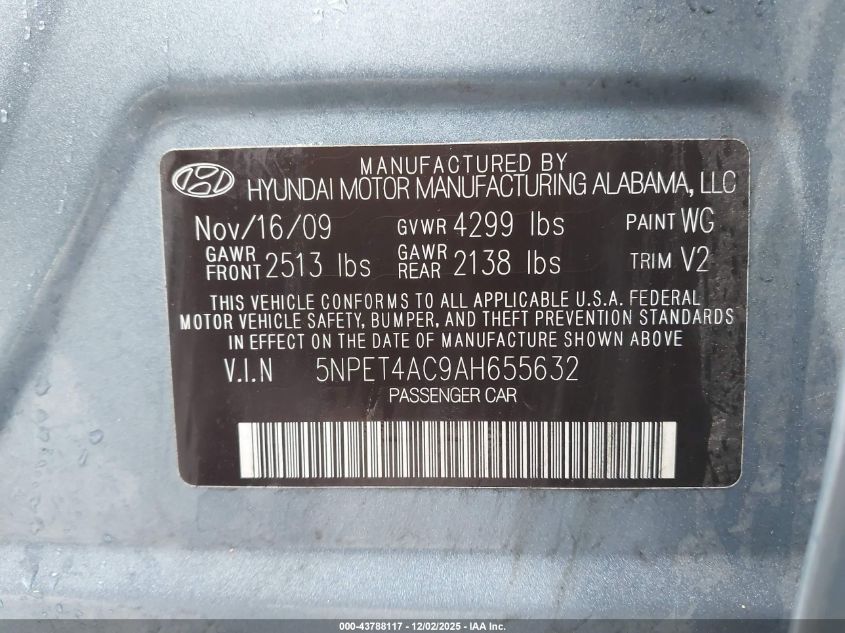 MANUFACTURED BY
HYUNDAI MOTOR MANUFACTURING ALABAMA, LLC
Nov/16/09 GVWR 4299 lbs PAINT WG
GAWR FRONT 2513 lbs GAWR REAR 2138 lbs TRIM V2
THIS VEHICLE CONFORMS TO ALL APPLICABLE U.S.A. FEDERAL
MOTOR VEHICLE SAFETY, BUMPER, AND THEFT PREVENTION STANDARDS
IN EFFECT ON THE DATE OF MANUFACTURE SHOWN ABOVE
V.I.N 5NPET4AC9AH655632
PASSENGER CAR
000-43788117 - 12/02/2025 - IAA Inc.